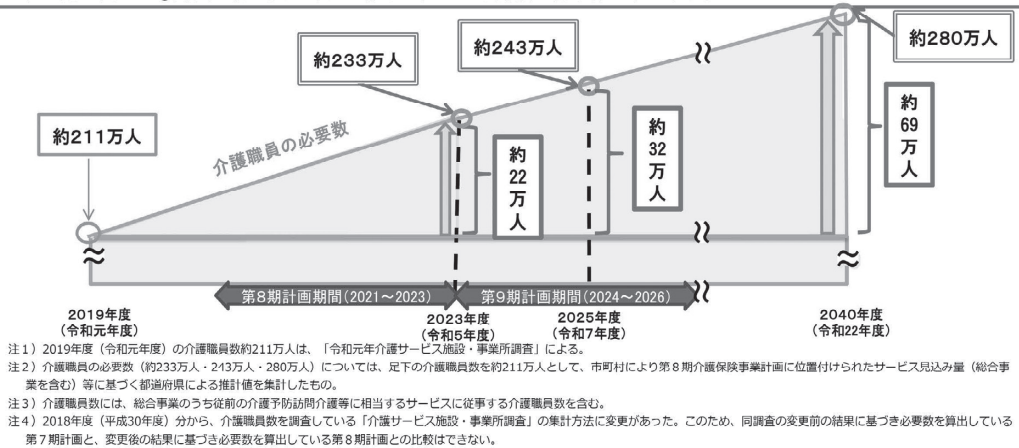 約280万人
約243万人
約233万人
約211万人
介護職員の必要数
約22万人
約32万人
約69万人
第8期計画期間(2021～2023)
第9期計画期間(2024～2026)
2019年度
(令和元年度)
2023年度
(令和5年度)
2025年度
(令和7年度)
2040年度
(令和22年度)
注1）2019年度（令和元年度）の介護職員数約211万人は、「令和元年介護サービス施設・事業所調査」による。
注2）介護職員の必要数（約233万人・243万人・280万人）については、足下の介護職員数を約211万人として、市町村により第8期介護保険事業計画に位置付けられたサービス見込み量（総合事
業を含む）等に基づく都道府県による推計値を集計したもの。
注3）介護職員数には、総合事業のうち従前の介護予防訪問介護等に相当するサービスに従事する介護職員数を含む。
注4）2018年度（平成30年度）分から、介護職員数を調査している「介護サービス施設・事業所調査」の集計方法に変更があった。このため、同調査の変更前の結果に基づき必要数を算出している
第7期計画と、変更後の結果に基づき必要数を算出している第8期計画との比較はできない。